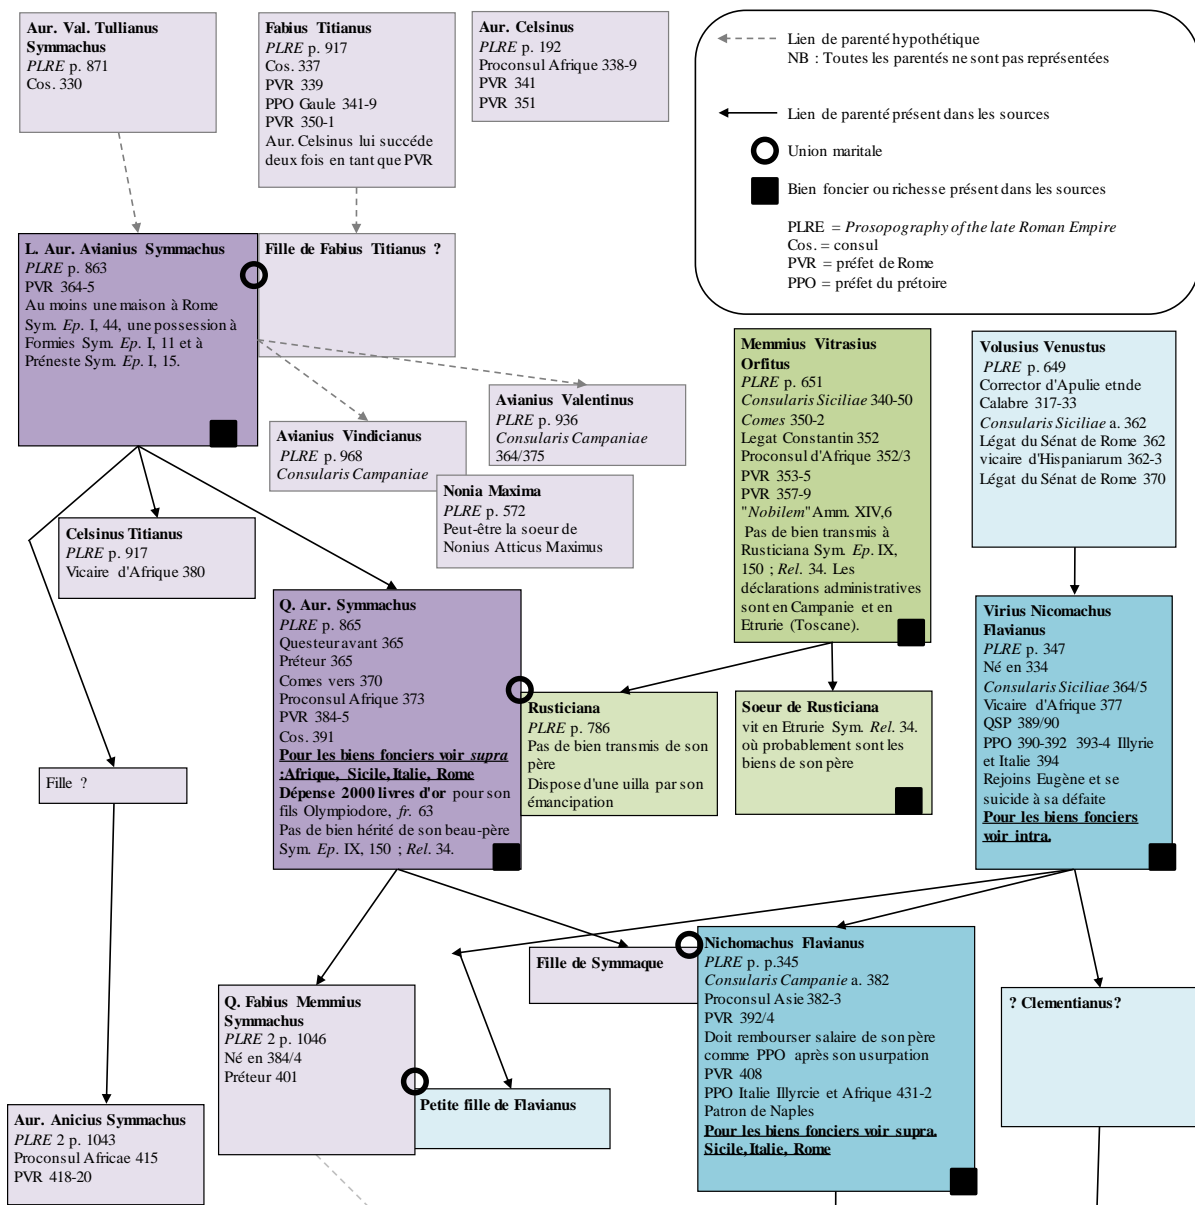 Aur. Val. Tullianus
Symmachus
PLRE p. 871
Cos. 330
Fabius Titianus
PLRE p. 917
Cos. 337
PVR 339
PPO Gaule 341-9
PVR 350-1
Aur. Celsinus lui succéde
deux fois en tant que PVR
Aur. Celsinus
PLRE p. 192
Proconsul Afrique 338-9
PVR 341
PVR 351
Lien de parenté hypothétique
NB : Toutes les parentés ne sont pas représentées
Lien de parenté présent dans les sources
Union maritale
Bien foncier ou richesse présent dans les sources
PLRE = Prosopography of the late Roman Empire
Cos. = consul
PVR = préfet de Rome
PPO = préfet du prétoire
L. Aur. Avianius Symmachus
PLRE p. 863
PVR 364-5
Au moins une maison à Rome
Sym. Ep. I, 44, une possession à
Formies Sym. Ep. I, 11 et à
Préneste Sym. Ep. I, 15.
Fille de Fabius Titianus ?
Avianius Vindicianus
PLRE p. 968
Consularis Campaniae
Avianius Valentinus
PLRE p. 936
Consularis Campaniae
364/375
Nonia Maxima
PLRE p. 572
Peut-être la soeur de
Nonius Atticus Maximus
Memmius Vitrasius
Orfitus
PLRE p. 651
Consularis Siciliae 340-50
Comes 350-2
Legat Constantin 352
Proconsul d'Afrique 352/3
PVR 353-5
PVR 357-9
"Nobilem" Amm. XIV,6
Pas de bien transmis à
Rusticiana Sym. Ep. IX,
150 ; Rel. 34. Les
déclarations administratives
sont en Campanie et en
Etrurie (Toscane).
Volusius Venustus
PLRE p. 649
Corrector d'Apulie etnde
Calabre 317-33
Consularis Siciliae a. 362
Légat du Sénat de Rome 362
vicaire d'Hispaniarum 362-3
Légat du Sénat de Rome 370
Celsinus Titianus
PLRE p. 917
Vicaire d'Afrique 380
Q. Aur. Symmachus
PLRE p. 865
Questeur avant 365
Préteur 365
Comes vers 370
Proconsul Afrique 373
PVR 384-5
Cos. 391
Pour les biens fonciers voir supra
:Afrique, Sicile,Italie, Rome
Dépense 2000 livres d'or pour son
fils Olympiodore, fr. 63
Pas de bien hérité de son beau-père
Sym. Ep. IX, 150 ; Rel. 34.
Rusticiana
PLRE p. 786
Pas de bien transmis de son
père
Dispose d'une uilla par son
émancipation
Soeur de Rusticiana
vit en Etrurie Sym. Rel. 34.
où probablement sont les
biens de son père
Virius Nicomachus
Flavianus
PLRE p. 347
Né en 334
Consularis Siciliae 364/5
Vicaire d'Afrique 377
QSP 389/90
PPO 390-392  393-4 Illyrie
et Italie 394
Rejoins Eugène et se
suicide à sa défaite
Pour les biens fonciers
voir intra.
Fille ?
Fille de Symmaque
Nichomachus Flavianus
PLRE p. p.345
Consularis Campanie a. 382
Proconsul Asie 382-3
PVR 392/4
Doit rembourser salaire de son père
comme PPO après son usurpation
PVR 408
PPO Italie Illyrcie et Afrique 431-2
Patron de Naples
Pour les biens fonciers voir supra.
Sicile,Italie, Rome
? Clementianus?
Q. Fabius Memmius
Symmachus
PLRE 2 p. 1046
Né en 384/4
Préteur 401
Petite fille de Flavianus
Aur. Anicius Symmachus
PLRE 2 p. 1043
Proconsul Africae 415
PVR 418-20